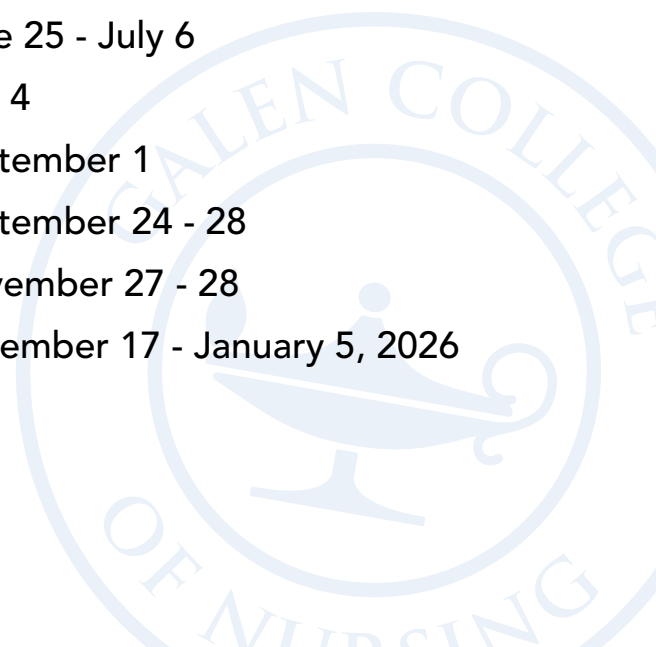 e 25 - July 6
4
tember 1
tember 24 - 28
vember 27 - 28
ember 17 - January 5, 2026
GALEN COLLEGE
OF NURSING